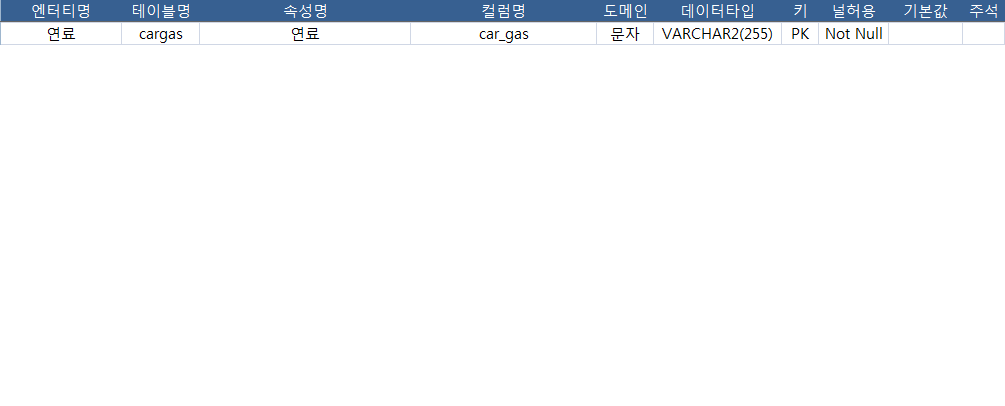 엔터티명 테이블명 속성명 컬럼명 도메인 데이터타입 키 널허용 기본값 주석
연료 cargas 연료 car_gas 문자 VARCHAR2(255) PK Not Null